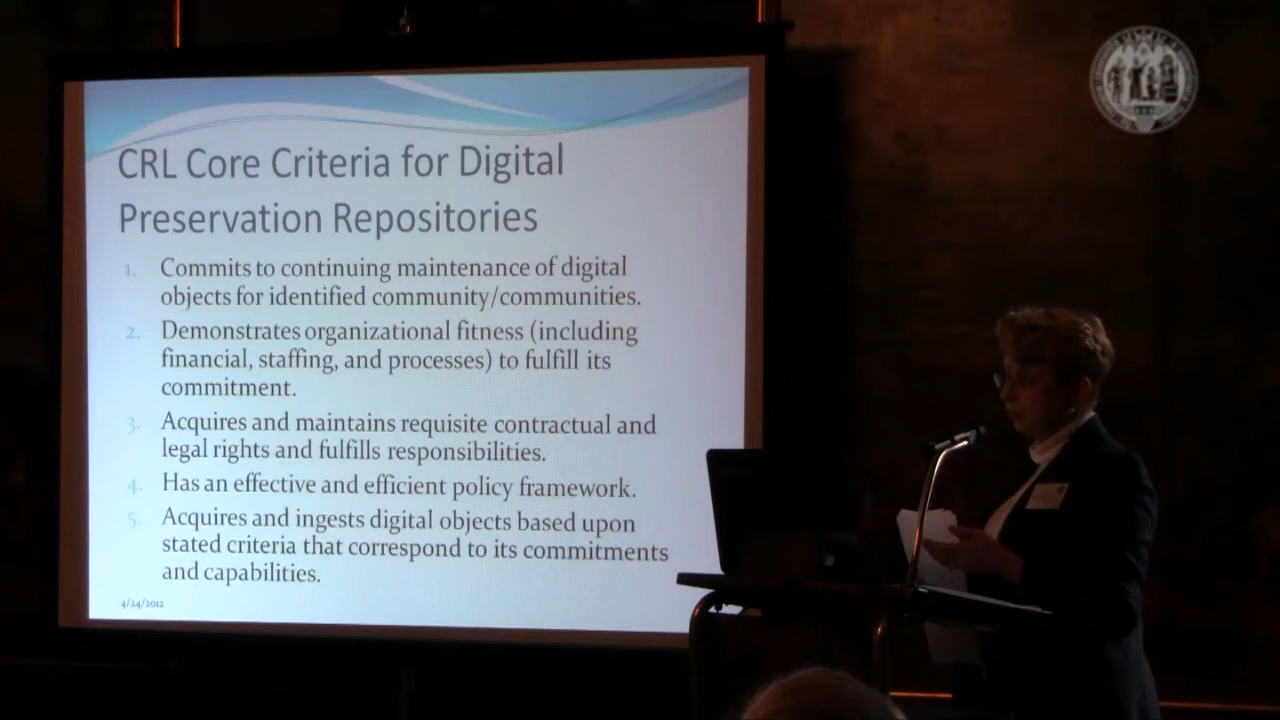 CRL Core Criteria for Digital
Preservation Repositories
1. Commits to continuing maintenance of digital
objects for identified community/communities.
2. Demonstrates organizational fitness (including
financial, staffing, and processes) to fulfill its
commitment.
3. Acquires and maintains requisite contractual and
legal rights and fulfills responsibilities.
4. Has an effective and efficient policy framework.
5. Acquires and ingests digital objects based upon
stated criteria that correspond to its commitments
and capabilities.
4/24/2012